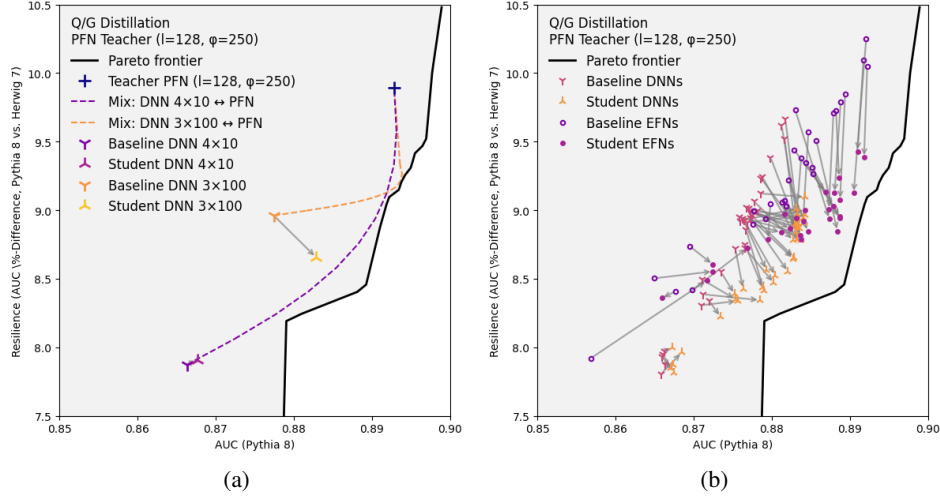 Q/G Distillation
PFN Teacher (l=128, φ=250)
Pareto frontier
Teacher PFN (l=128, φ=250)
Mix: DNN 4×10 ↔ PFN
Mix: DNN 3×100 ↔ PFN
Baseline DNN 4×10
Student DNN 4×10
Baseline DNN 3×100
Student DNN 3×100
10.5
10.0
9.5
9.0
8.5
8.0
7.5
Resilience (AUC \%-Difference, Pythia 8 vs. Herwig 7)
0.85 0.86 0.87 0.88 0.89 0.90
AUC (Pythia 8)
(a)
Q/G Distillation
PFN Teacher (l=128, φ=250)
Pareto frontier
Baseline DNNs
Student DNNs
Baseline EFNs
Student EFNs
10.5
10.0
9.5
9.0
8.5
8.0
7.5
Resilience (AUC \%-Difference, Pythia 8 vs. Herwig 7)
0.85 0.86 0.87 0.88 0.89 0.90
AUC (Pythia 8)
(b)